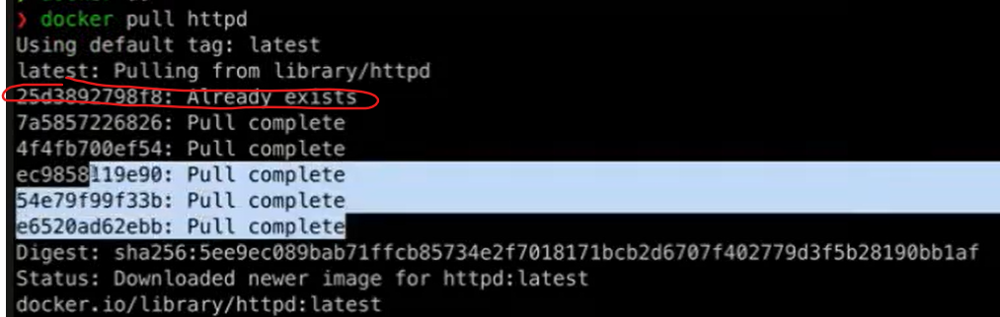 ❯ docker pull httpd
Using default tag: latest
latest: Pulling from library/httpd
25d3892798f8: Already exists
7a5857226826: Pull complete
4f4fb700ef54: Pull complete
ec9858119e90: Pull complete
54e79f99f33b: Pull complete
e6520ad62ebb: Pull complete
Digest: sha256:5ee9ec089bab71ffcb85734e2f7018171bcb2d6707f402779d3f5b28190bb1af
Status: Downloaded newer image for httpd:latest
docker.io/library/httpd:latest